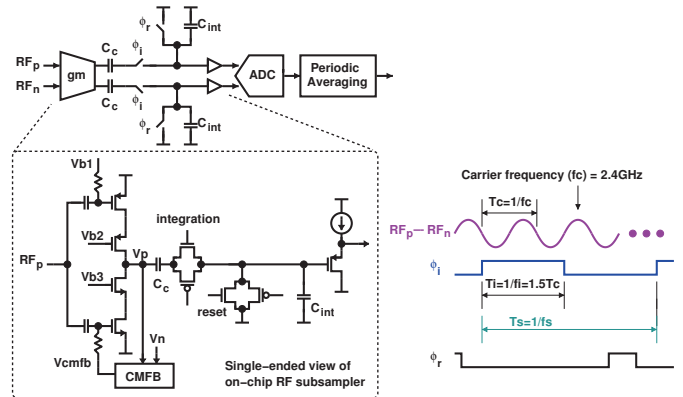 ϕr
Cint
Cc
ϕi
RFp
RFn
gm
Cc
ϕi
ADC
Periodic
Averaging
ϕr
Cint
Vb1
integration
Vb2
Vp
RFp
Cc
Vb3
reset
Cint
Vn
Vcmfb
CMFB
Single−ended view of
on−chip RF subsampler
Carrier frequency (fc) = 2.4GHz
Tc=1/fc
RFp−RFn
ϕi
Ti=1/fi=1.5Tc
Ts=1/fs
ϕr